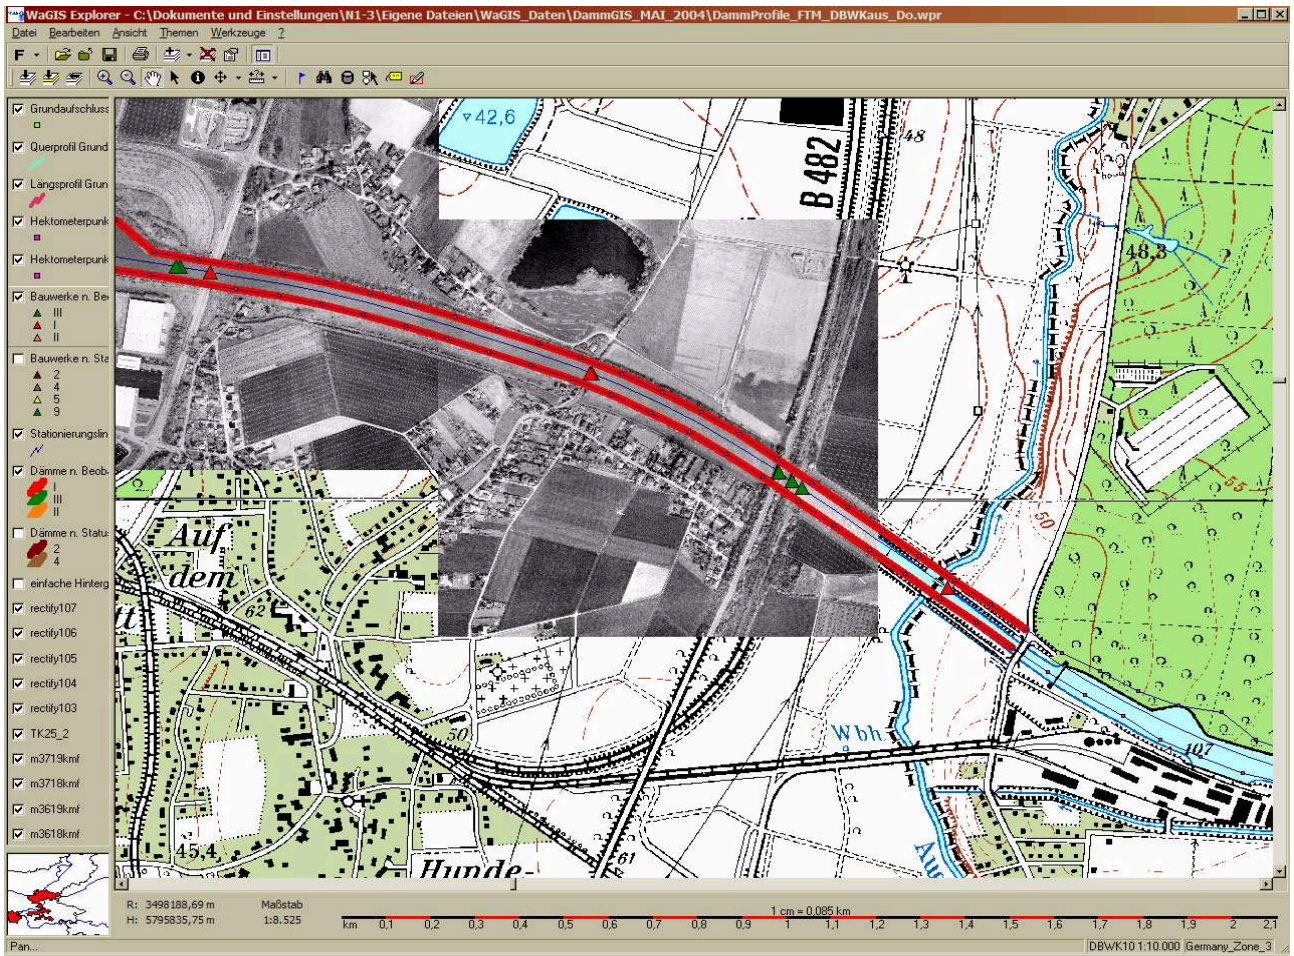 WaGIS Explorer - C:\Dokumente und Einstellungen\N1-3\Eigene Dateien\WaGIS_Daten\DammGIS_MAI_2004\DammProfile_FTM_DBWKaus_Do.wpr
Datei Bearbeiten Ansicht Themen Werkzeuge ?
F
Grundaufschluss
Querprofil Grund
Längsprofil Grun
Hektometerpunk
Hektometerpunk
Bauwerke n. Be
III
I
II
Bauwerke n. Sta
2
4
5
9
Stationierungslin
Dämme n. Beob
I
III
II
Dämme n. Statu
2
4
einfache Hinterg
rectify107
rectify106
rectify105
rectify104
rectify103
TK25_2
m3719kmf
m3718kmf
m3619kmf
m3618kmf
42,6
B 482
48
48,3
55
50
Auf
dem
62
tt
50
Wbh
107
45,4
Hunde-
61
Aue
R: 3498188,69 m
H: 5795835,75 m
Maßstab
1:8.525
1 cm = 0,085 km
km 0,1 0,2 0,3 0,4 0,5 0,6 0,7 0,8 0,9 1 1,1 1,2 1,3 1,4 1,5 1,6 1,7 1,8 1,9 2 2,1
Pan...
DBWK10 1:10.000 Germany_Zone_3